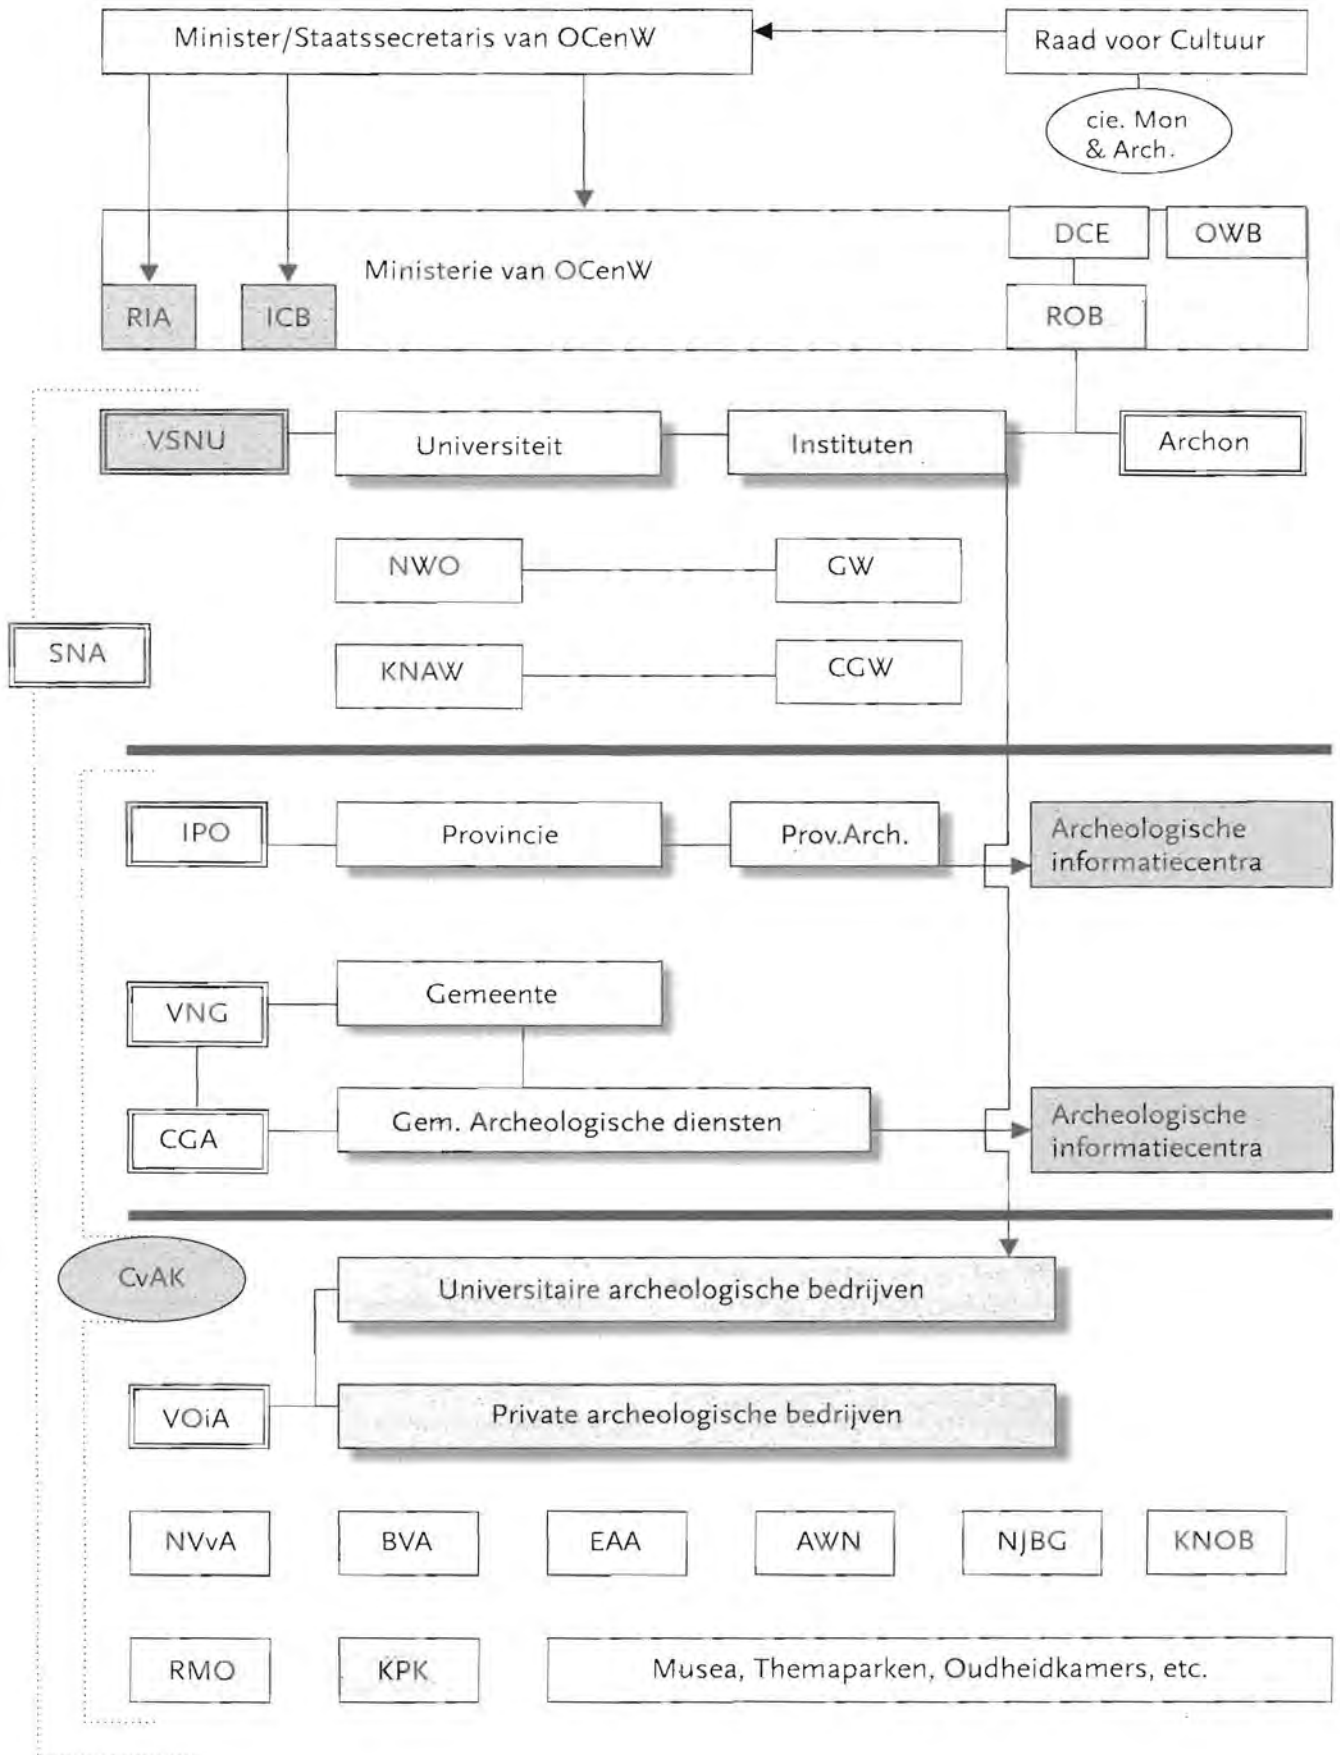 Minister/Staatssecretaris van OCenW
Raad voor Cultuur
cie. Mon
& Arch.
DCE
OWB
Ministerie van OCenW
RIA
ICB
ROB
VSNU
Universiteit
Instituten
Archon
NWO
GW
SNA
KNAW
CGW
IPO
Provincie
Prov.Arch.
Archeologische
informatiecentra
VNG
Gemeente
CGA
Gem. Archeologische diensten
Archeologische
informatiecentra
CvAK
Universitaire archeologische bedrijven
VOiA
Private archeologische bedrijven
NVvA
BVA
EAA
AWN
NJBG
KNOB
RMO
KPK
Musea, Themaparken, Oudheidkamers, etc.